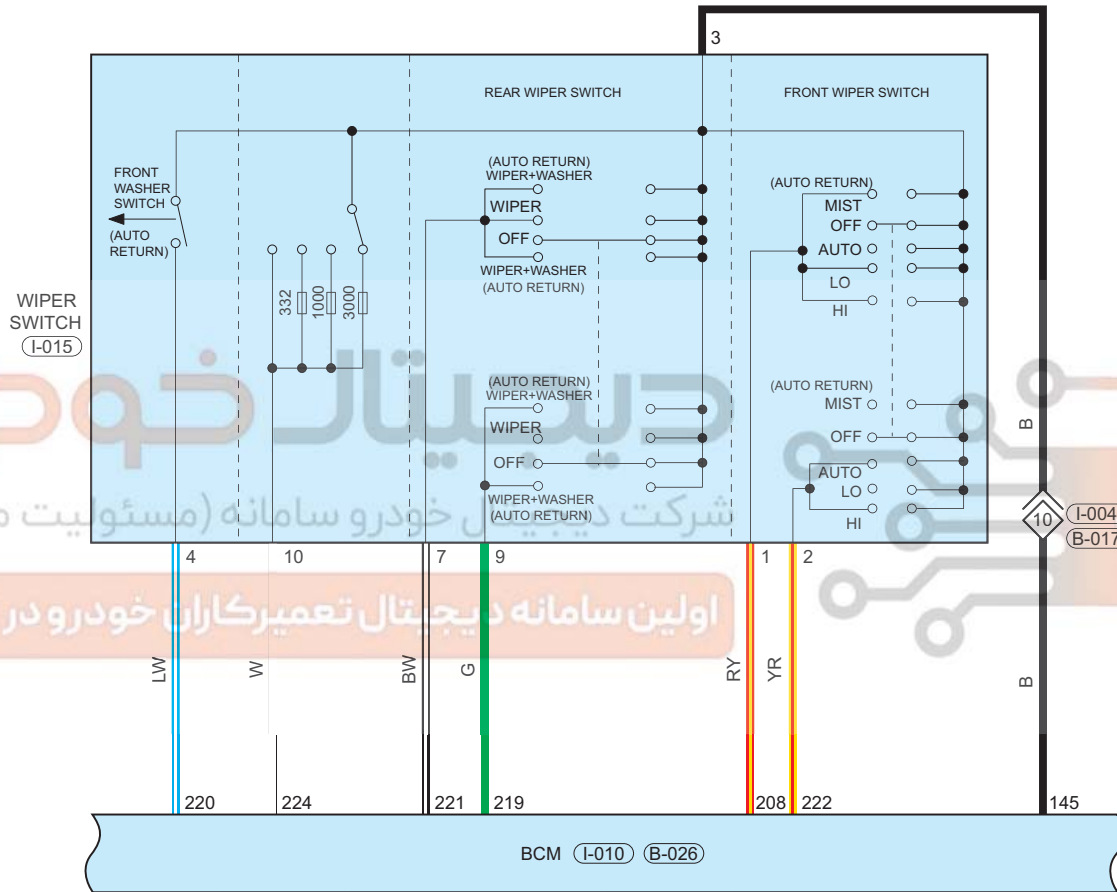 3
REAR WIPER SWITCH
FRONT WIPER SWITCH
FRONT
WASHER
SWITCH
(AUTO
RETURN)
332
1000
3000
(AUTO RETURN)
WIPER+WASHER
WIPER
OFF
WIPER+WASHER
(AUTO RETURN)
(AUTO RETURN)
MIST
OFF
AUTO
LO
HI
WIPER
SWITCH
I-015
(AUTO RETURN)
WIPER+WASHER
WIPER
OFF
WIPER+WASHER
(AUTO RETURN)
(AUTO RETURN)
MIST
OFF
AUTO
LO
HI
دیجیتال خودرو
شرکت دیجیتال خودرو سامانه (مسئولیت
اولین سامانه دیجیتال تعمیرکاران خودرو در
B
10
I-004
B-017
4
10
7
9
1
2
LW
W
BW
G
RY
YR
B
220
224
221
219
208
222
145
BCM I-010 B-026